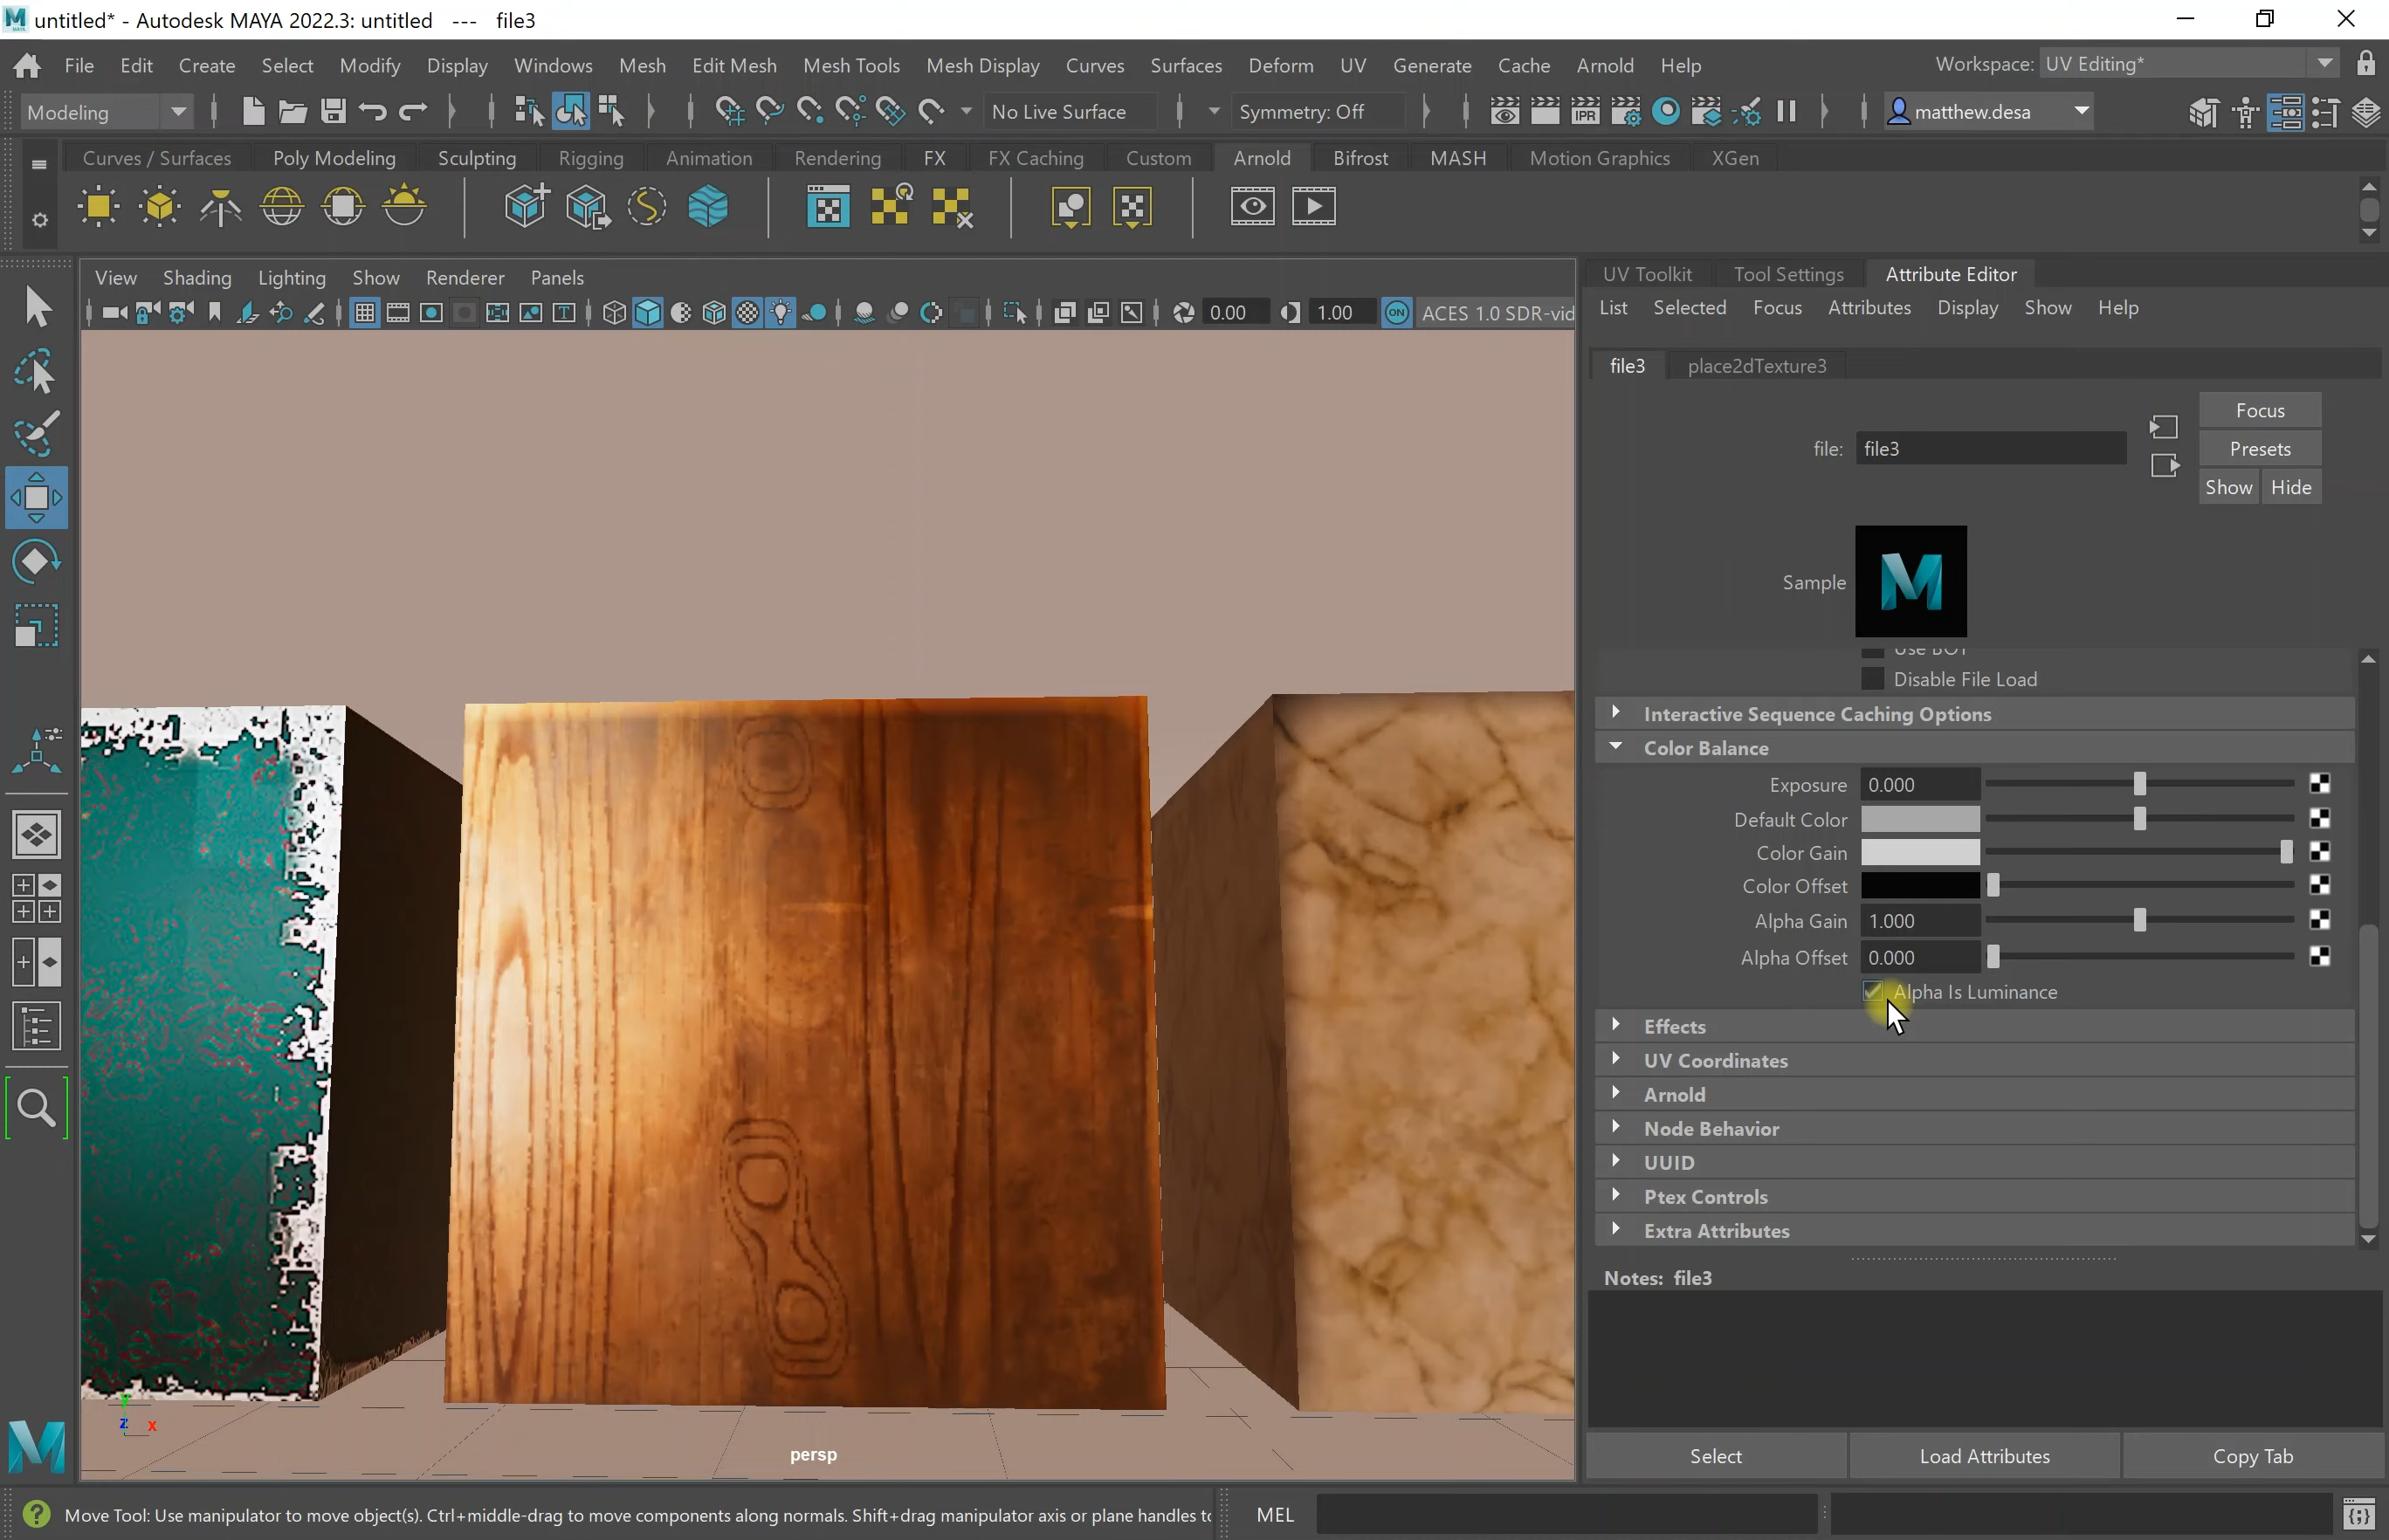 untitled* - Autodesk MAYA 2022.3: untitled --- file3
File Edit Create Select Modify Display Windows Mesh Edit Mesh Mesh Tools Mesh Display Curves Surfaces Deform UV Generate Cache Arnold Help Workspace: UV Editing*
Modeling No Live Surface Symmetry: Off IPR matthew.desa
Curves / Surfaces Poly Modeling Sculpting Rigging Animation Rendering FX FX Caching Custom Arnold Bifrost MASH Motion Graphics XGen
View Shading Lighting Show Renderer Panels
0.00 1.00 ON ACES 1.0 SDR-vid
UV Toolkit Tool Settings Attribute Editor
List Selected Focus Attributes Display Show Help
file3 place2dTexture3
Focus
file: file3
Presets
Show Hide
Sample
Disable File Load
Interactive Sequence Caching Options
Color Balance
Exposure 0.000
Default Color
Color Gain
Color Offset
Alpha Gain 1.000
Alpha Offset 0.000
Alpha Is Luminance
Effects
UV Coordinates
Arnold
Node Behavior
UUID
Ptex Controls
Extra Attributes
Notes: file3
Select Load Attributes Copy Tab
y
z x
persp
Move Tool: Use manipulator to move object(s). Ctrl+middle-drag to move components along normals. Shift+drag manipulator axis or plane handles to
MEL